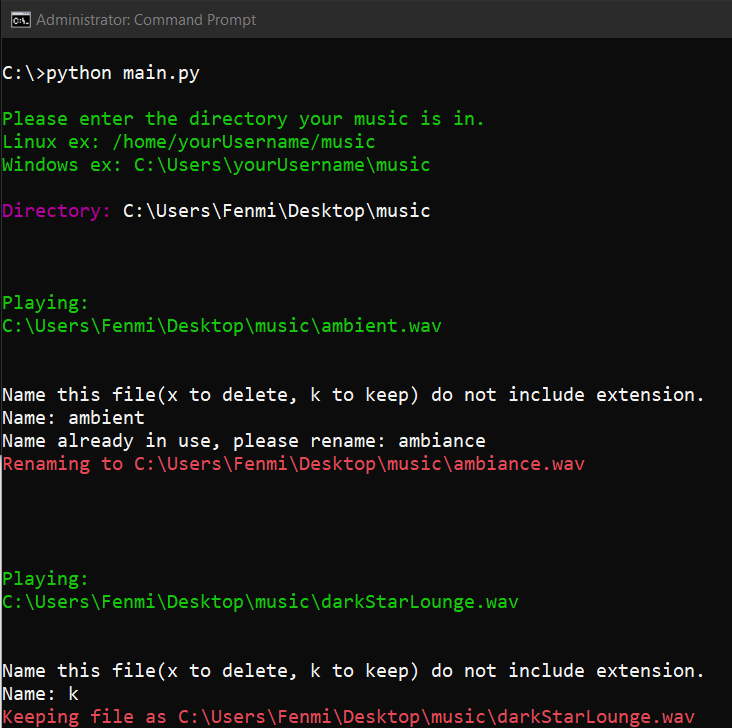 Administrator: Command Prompt
C:\>python main.py
Please enter the directory your music is in.
Linux ex: /home/yourUsername/music
Windows ex: C:\Users\yourUsername\music
Directory: C:\Users\Fenmi\Desktop\music
Playing:
C:\Users\Fenmi\Desktop\music\ambient.wav
Name this file(x to delete, k to keep) do not include extension.
Name: ambient
Name already in use, please rename: ambiance
Renaming to C:\Users\Fenmi\Desktop\music\ambiance.wav
Playing:
C:\Users\Fenmi\Desktop\music\darkStarLounge.wav
Name this file(x to delete, k to keep) do not include extension.
Name: k
Keeping file as C:\Users\Fenmi\Desktop\music\darkStarLounge.wav